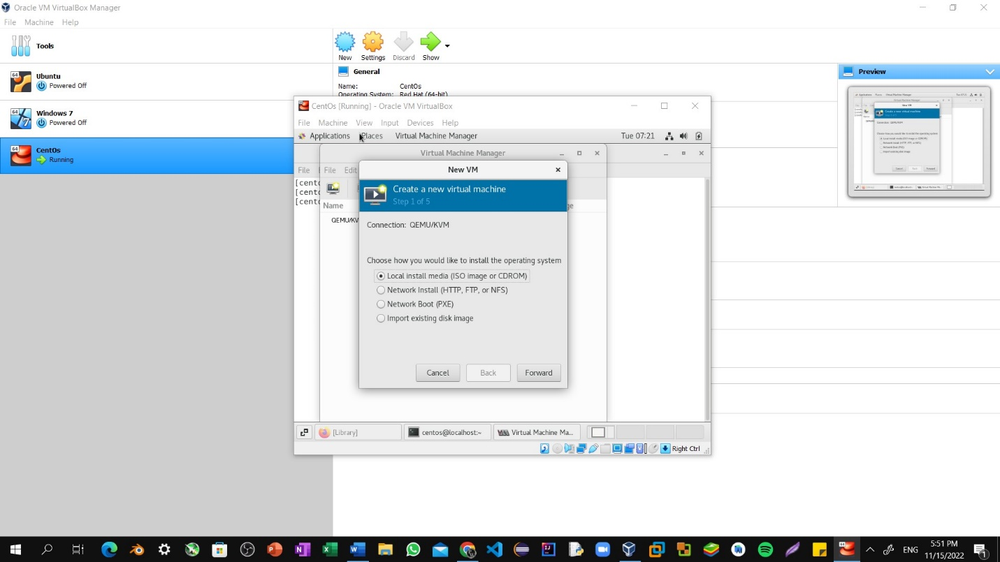 Oracle VM VirtualBox Manager
File Machine Help
Tools
New Settings Discard Show
64
Ubuntu
Powered Off
64
Windows 7
Powered Off
64
CentOs
Running
General
Name: CentOs
Operating System: Red Hat (64-bit)
Preview
CentOs [Running] - Oracle VM VirtualBox
File Machine View Input Devices Help
Applications Places Virtual Machine Manager Tue 07:21
Virtual Machine Manager
File File Edit
[cento
[cento
[cento
Name
QEMU/KV
New VM
Create a new virtual machine
Step 1 of 5
Connection: QEMU/KVM
Choose how you would like to install the operating system
Local install media (ISO image or CDROM)
Network Install (HTTP, FTP, or NFS)
Network Boot (PXE)
Import existing disk image
Cancel Back Forward
[Library] centos@localhost:~ Virtual Machine Ma...
Right Ctrl
ENG
5:51 PM
11/15/2022
1